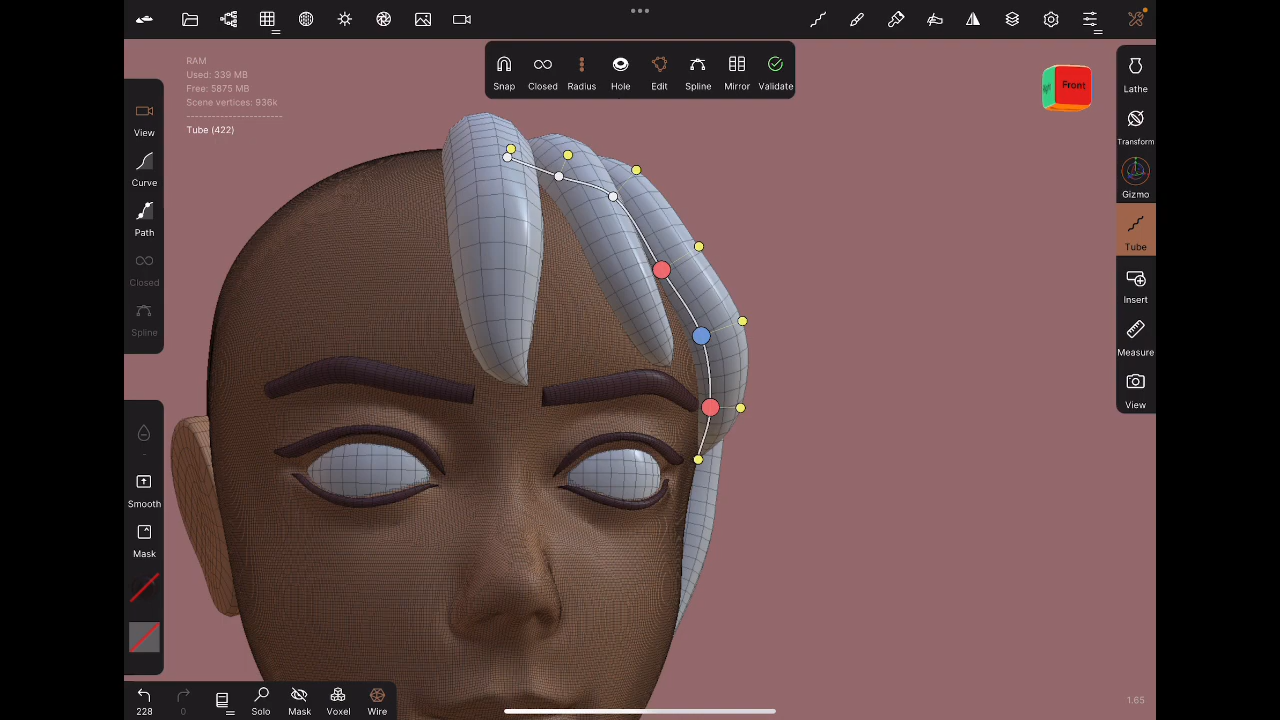 RAM
Used: 339 MB
Free: 5875 MB
Scene vertices: 936k
Tube (422)
Snap
Closed
Radius
Hole
Edit
Spline
Mirror
Validate
Front
View
Curve
Path
Closed
Spline
Smooth
Mask
Lathe
Transform
Gizmo
Tube
Insert
Measure
View
228
0
Solo
Mask
Voxel
Wire
1.65